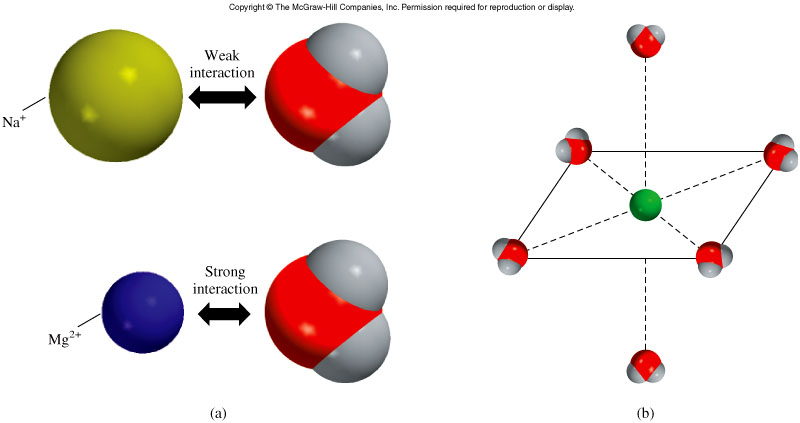 Copyright © The McGraw-Hill Companies, Inc. Permission required for reproduction or display.
Weak
interaction
Na⁺
Strong
interaction
Mg²⁺
(a)
(b)